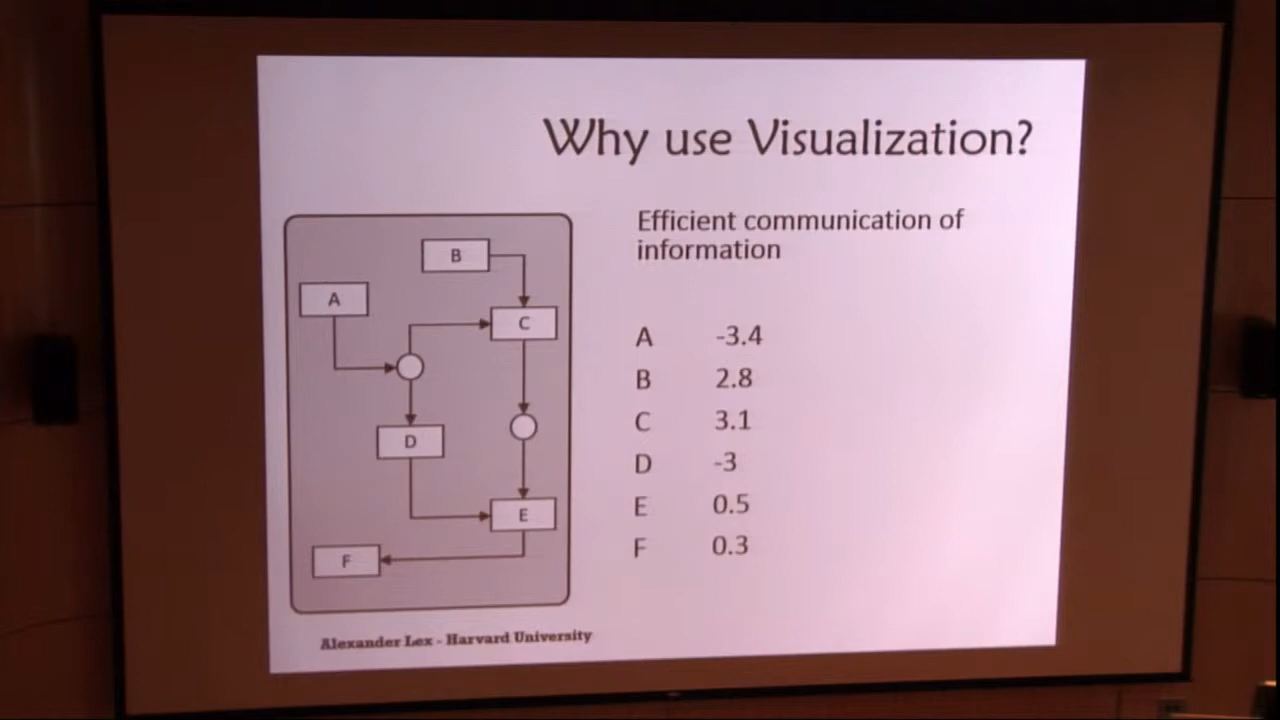 Why use Visualization?
Efficient communication of
information
B
A
C
D
E
F
A -3.4
B 2.8
C 3.1
D -3
E 0.5
F 0.3
Alexander Lex - Harvard University